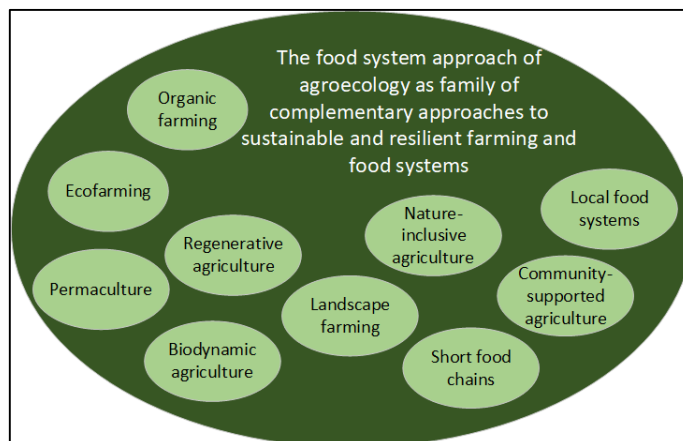 The food system approach of
agroecology as family of
complementary approaches to
sustainable and resilient farming and
food systems
Organic
farming
Ecofarming
Regenerative
agriculture
Permaculture
Biodynamic
agriculture
Landscape
farming
Nature-
inclusive
agriculture
Local food
systems
Community-
supported
agriculture
Short food
chains